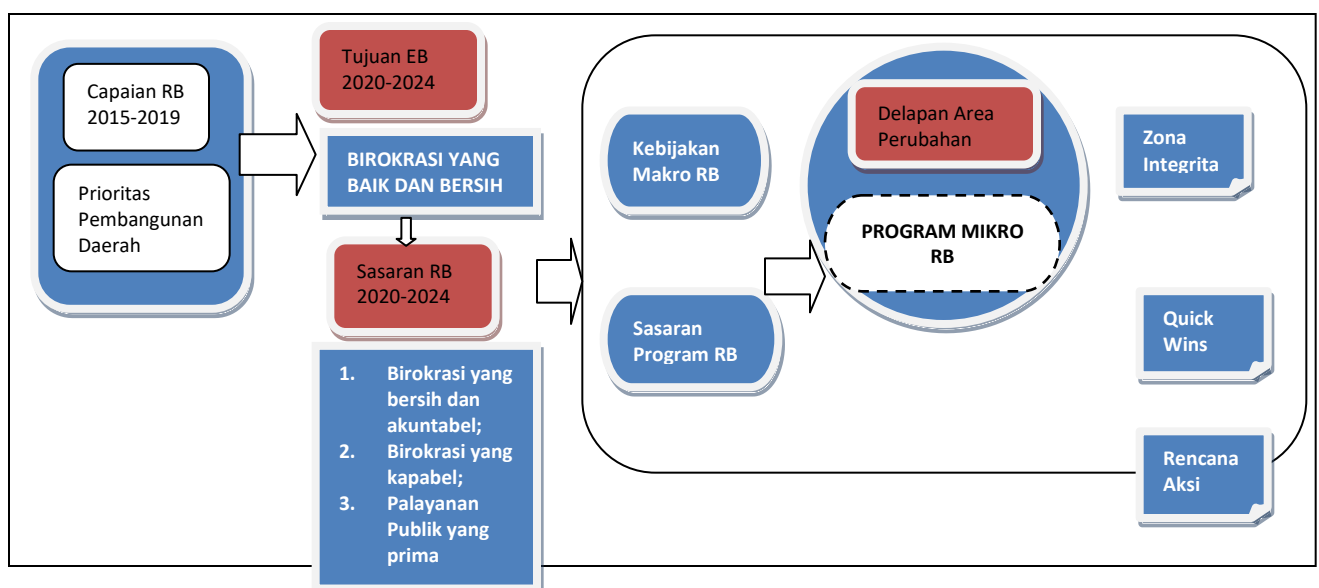 Capaian RB
2015-2019
Prioritas
Pembangunan
Daerah
Tujuan EB
2020-2024
BIROKRASI YANG
BAIK DAN BERSIH
Sasaran RB
2020-2024
1. Birokrasi yang
bersih dan
akuntabel;
2. Birokrasi yang
kapabel;
3. Palayanan
Publik yang
prima
Kebijakan
Makro RB
Sasaran
Program RB
Delapan Area
Perubahan
PROGRAM MIKRO
RB
Zona
Integrita
Quick
Wins
Rencana
Aksi